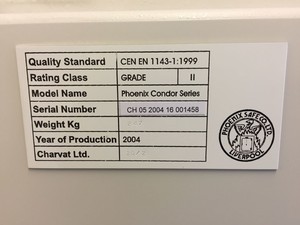 Quality Standard CEN EN 1143-1:1999
Rating Class GRADE II
Model Name Phoenix Condor Series
Serial Number CH 05 2004 16 001458
Weight Kg
Year of Production 2004
Charvat Ltd.
PHOENIX SAFE CO. LTD.
LIVERPOOL